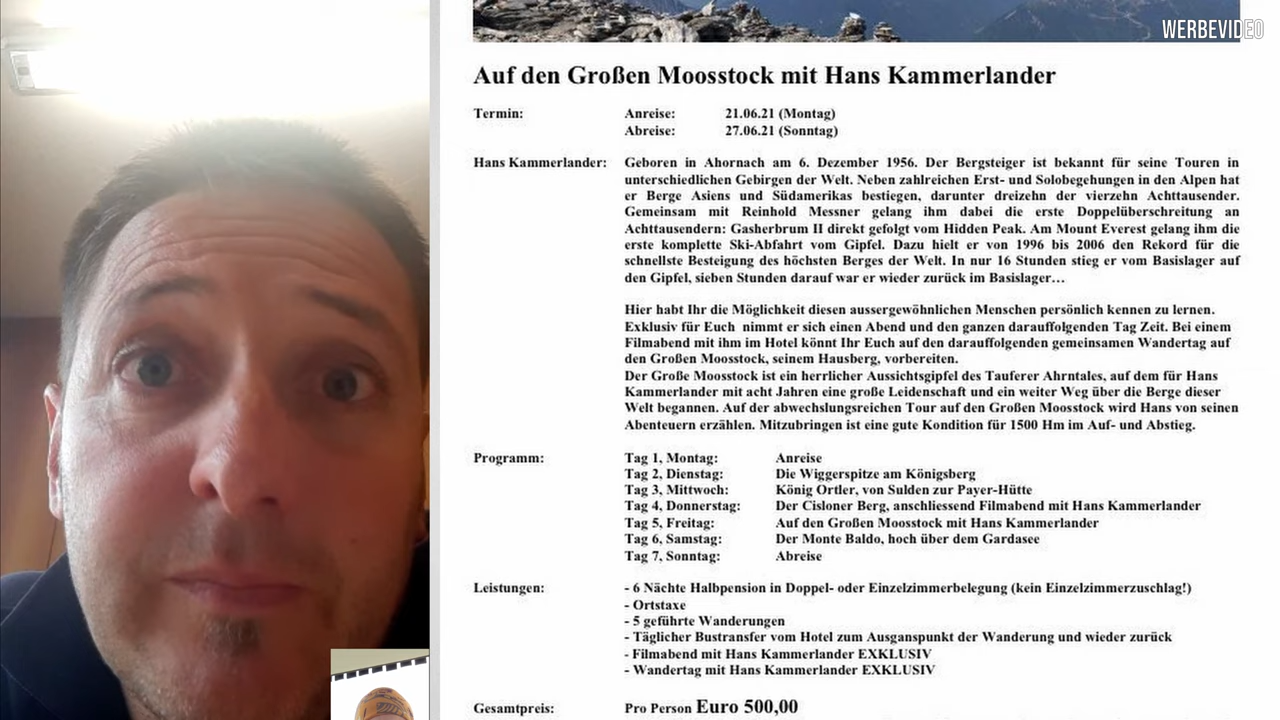 WERBEVIDEO
Auf den Großen Moosstock mit Hans Kammerlander
Termin: Anreise: 21.06.21 (Montag)
Abreise: 27.06.21 (Sonntag)
Hans Kammerlander: Geboren in Ahornach am 6. Dezember 1956. Der Bergsteiger ist bekannt für seine Touren in
unterschiedlichen Gebirgen der Welt. Neben zahlreichen Erst- und Solobegehungen in den Alpen hat
er Berge Asiens und Südamerikas bestiegen, darunter dreizehn der vierzehn Achttausender.
Gemeinsam mit Reinhold Messner gelang ihm dabei die erste Doppelüberschreitung an
Achttausendern: Gasherbrum II direkt gefolgt vom Hidden Peak. Am Mount Everest gelang ihm die
erste komplette Ski-Abfahrt vom Gipfel. Dazu hielt er von 1996 bis 2006 den Rekord für die
schnellste Besteigung des höchsten Berges der Welt. In nur 16 Stunden stieg er vom Basislager auf
den Gipfel, sieben Stunden darauf war er wieder zurück im Basislager…
Hier habt Ihr die Möglichkeit diesen aussergewöhnlichen Menschen persönlich kennen zu lernen.
Exklusiv für Euch nimmt er sich einen Abend und den ganzen darauffolgenden Tag Zeit. Bei einem
Filmabend mit ihm im Hotel könnt Ihr Euch auf den darauffolgenden gemeinsamen Wandertag auf
den Großen Moosstock, seinem Hausberg, vorbereiten.
Der Große Moosstock ist ein herrlicher Aussichtsgipfel des Tauferer Ahrntales, auf dem für Hans
Kammerlander mit acht Jahren eine große Leidenschaft und ein weiter Weg über die Berge dieser
Welt begannen. Auf der abwechslungsreichen Tour auf den Großen Moosstock wird Hans von seinen
Abenteuern erzählen. Mitzubringen ist eine gute Kondition für 1500 Hm im Auf- und Abstieg.
Programm: Tag 1, Montag: Anreise
Tag 2, Dienstag: Die Wiggerspitze am Königsberg
Tag 3, Mittwoch: König Ortler, von Sulden zur Payer-Hütte
Tag 4, Donnerstag: Der Cisloner Berg, anschliessend Filmabend mit Hans Kammerlander
Tag 5, Freitag: Auf den Großen Moosstock mit Hans Kammerlander
Tag 6, Samstag: Der Monte Baldo, hoch über dem Gardasee
Tag 7, Sonntag: Abreise
Leistungen: - 6 Nächte Halbpension in Doppel- oder Einzelzimmerbelegung (kein Einzelzimmerzuschlag!)
- Ortstaxe
- 5 geführte Wanderungen
- Täglicher Bustransfer vom Hotel zum Ausganspunkt der Wanderung und wieder zurück
- Filmabend mit Hans Kammerlander EXKLUSIV
- Wandertag mit Hans Kammerlander EXKLUSIV
Gesamtpreis: Pro Person Euro 500,00